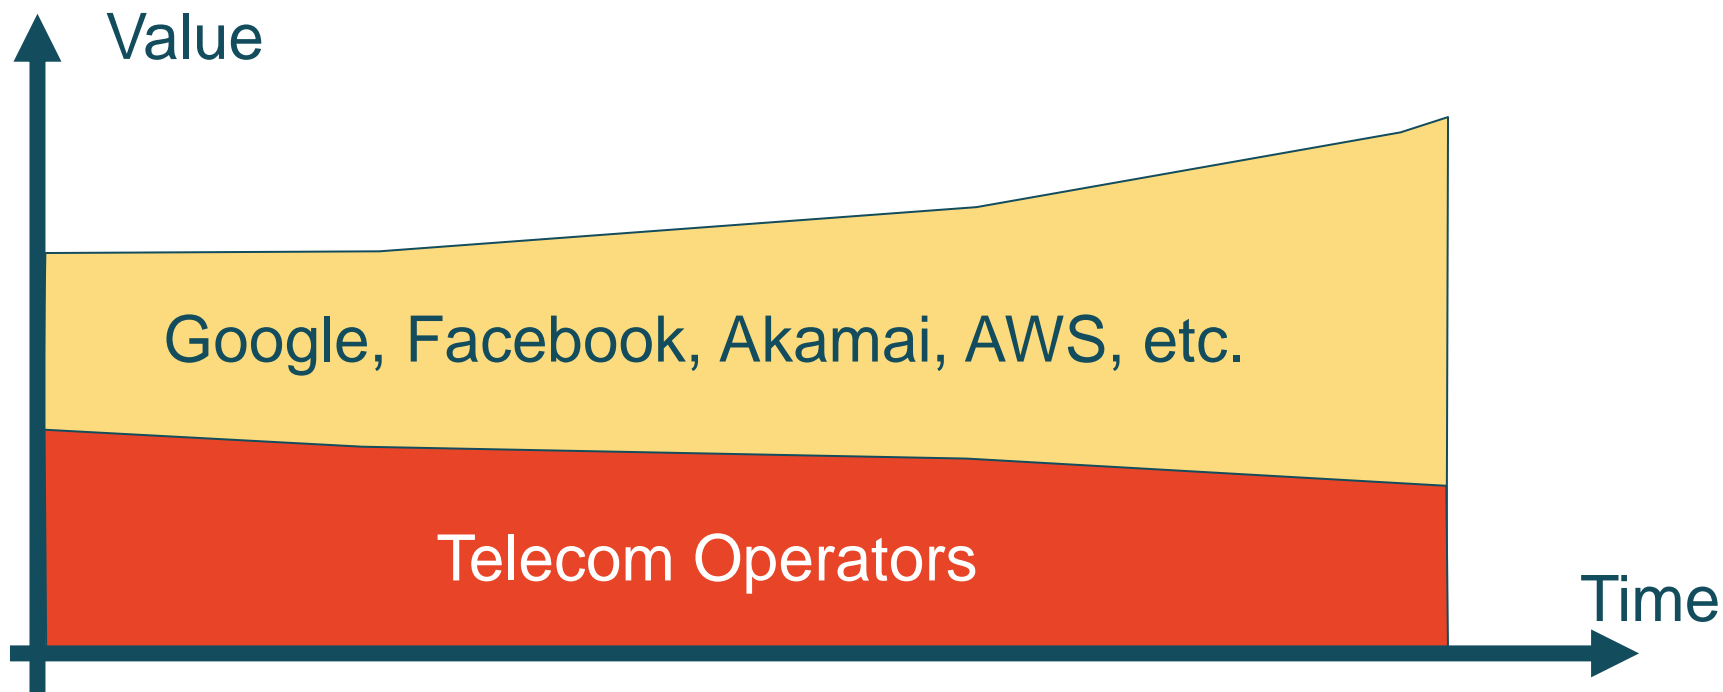 Value
Google, Facebook, Akamai, AWS, etc.
Telecom Operators
Time